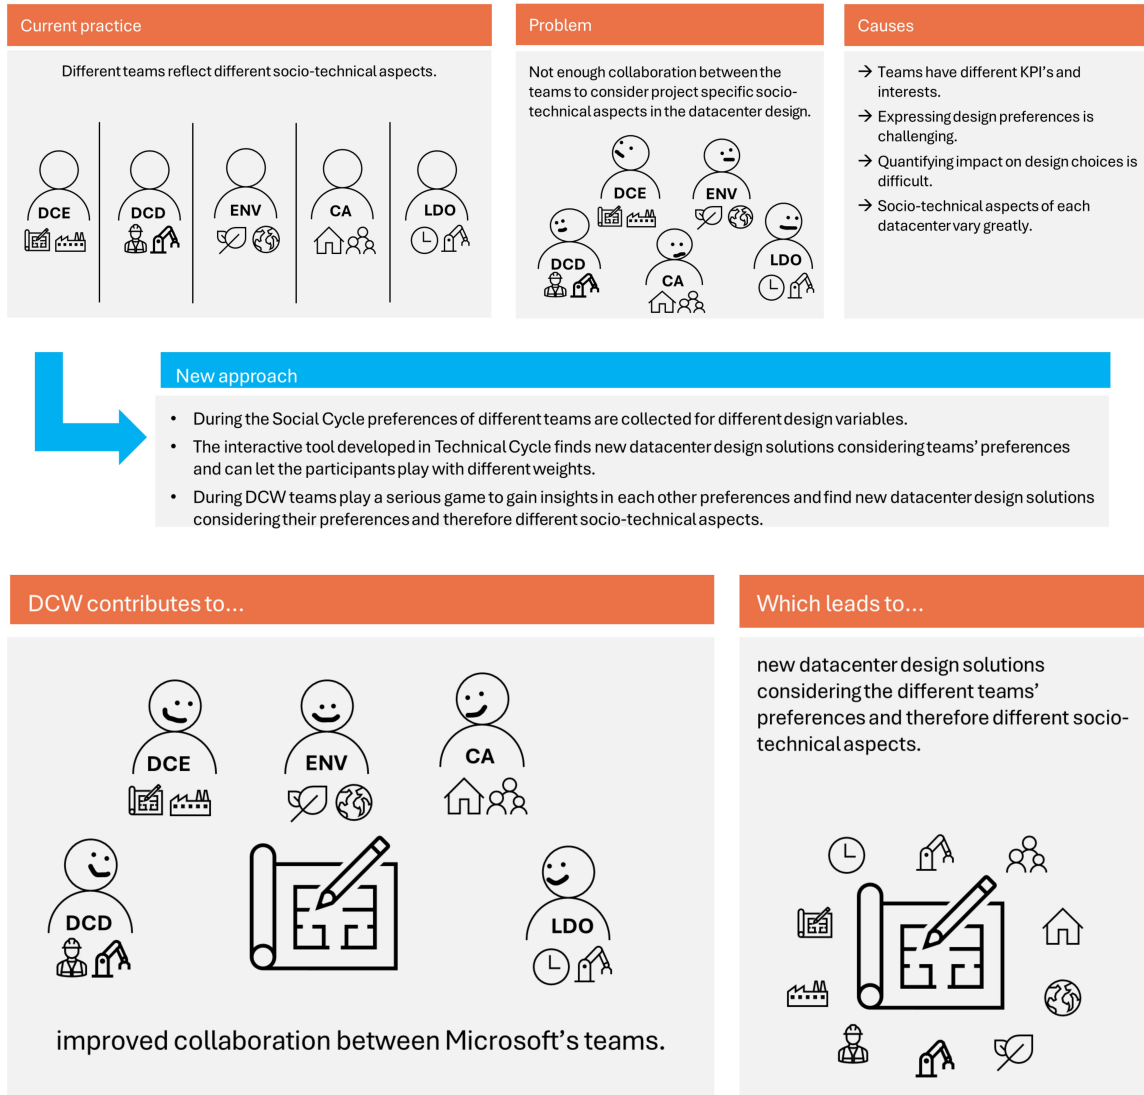 Current practice
Different teams reflect different socio-technical aspects.
DCE
DCD
ENV
CA
LDO
Problem
Not enough collaboration between the
teams to consider project specific socio-
technical aspects in the datacenter design.
DCE
ENV
DCD
CA
LDO
Causes
→ Teams have different KPI's and
interests.
→ Expressing design preferences is
challenging.
→ Quantifying impact on design choices is
difficult.
→ Socio-technical aspects of each
datacenter vary greatly.
New approach
• During the Social Cycle preferences of different teams are collected for different design variables.
• The interactive tool developed in Technical Cycle finds new datacenter design solutions considering teams' preferences
and can let the participants play with different weights.
• During DCW teams play a serious game to gain insights in each other preferences and find new datacenter design solutions
considering their preferences and therefore different socio-technical aspects.
DCW contributes to...
DCE
ENV
CA
DCD
LDO
improved collaboration between Microsoft's teams.
Which leads to...
new datacenter design solutions
considering the different teams'
preferences and therefore different socio-
technical aspects.